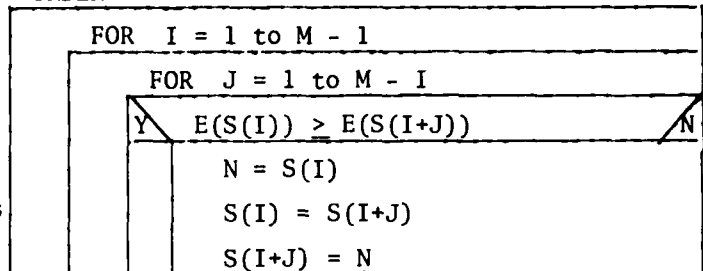 FOR I = 1 to M - 1
FOR J = 1 to M - I
Y E(S(I)) ≥ E(S(I+J)) N
N = S(I)
S(I) = S(I+J)
S(I+J) = N